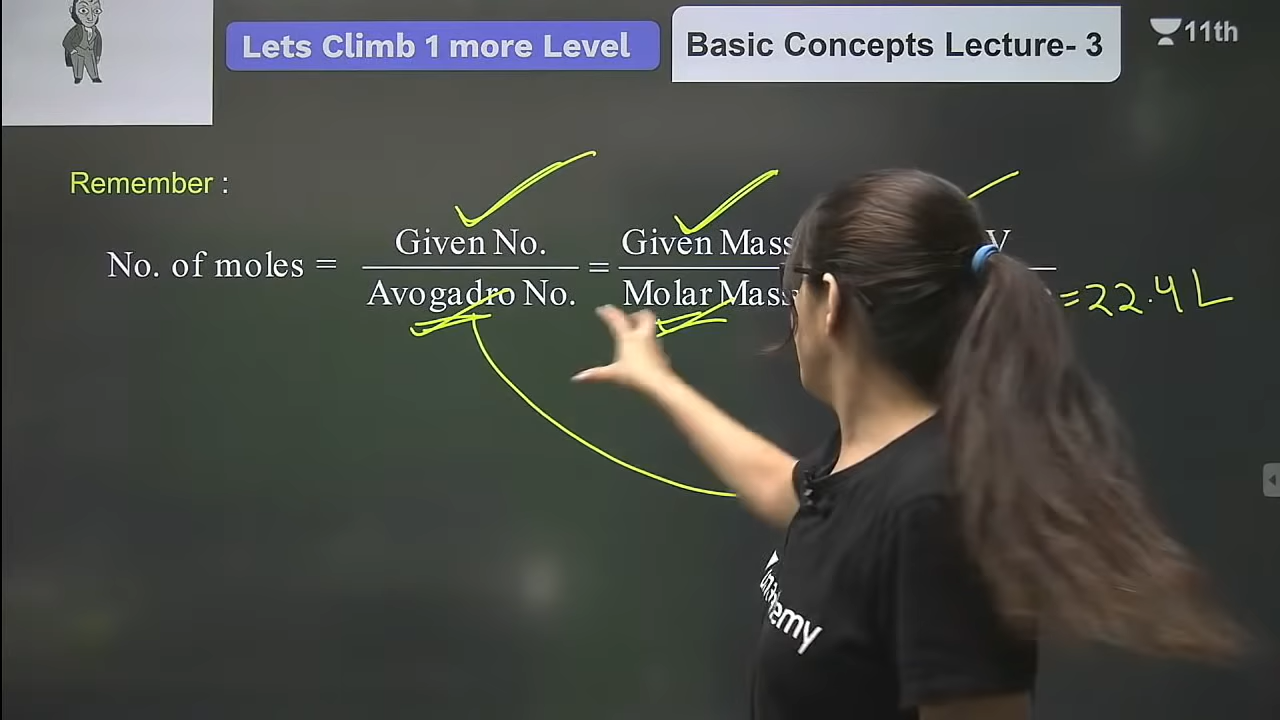 Lets Climb 1 more Level
Basic Concepts Lecture- 3
11th
Remember :
No. of moles = Given No. / Avogadro No. = Given Mass / Molar Mass
V
= 22.4 L